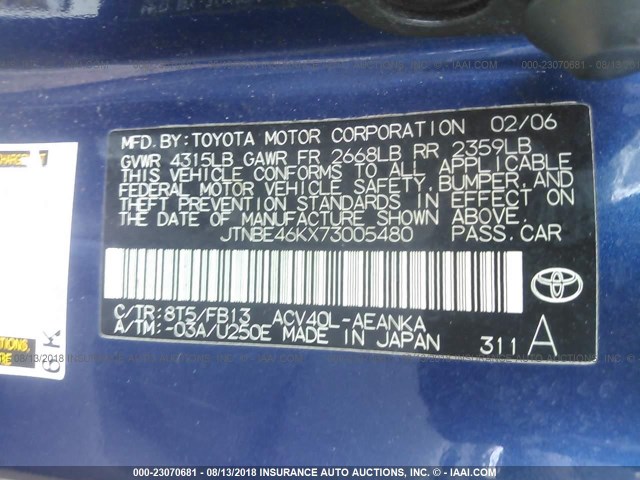 MFD. BY: TOYOTA MOTOR CORPORATION 02/06
GVWR 4315LB GAWR FR 2668LB RR 2359LB
THIS VEHICLE CONFORMS TO ALL APPLICABLE
FEDERAL MOTOR VEHICLE SAFETY, BUMPER, AND
THEFT PREVENTION STANDARDS IN EFFECT ON
THE DATE OF MANUFACTURE SHOWN ABOVE.
JTNBE46KX73005480 PASS. CAR
C/TR: 8T5/FB13 ACV40L-AEANKA
A/TM: -03A/U250E MADE IN JAPAN 311 A
TOYOTA
000-23070681 - 08/13/2018 INSURANCE AUTO AUCTIONS, INC. - © - IAAI.COM